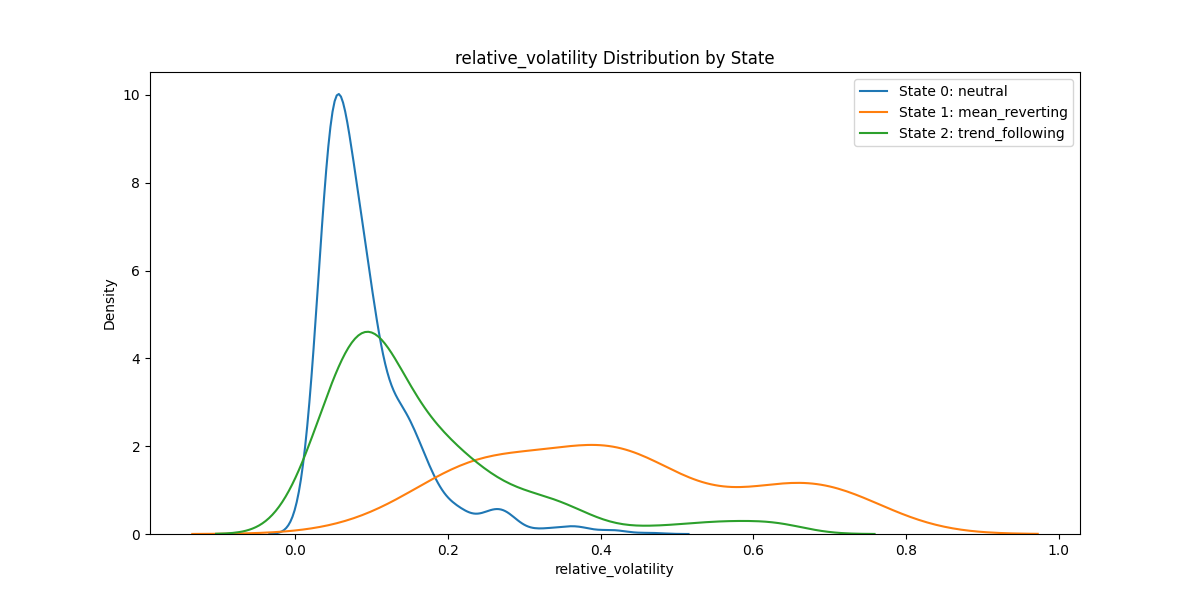 relative_volatility Distribution by State
State 0: neutral
State 1: mean_reverting
State 2: trend_following
Density
10
8
6
4
2
0
0.0 0.2 0.4 0.6 0.8 1.0
relative_volatility